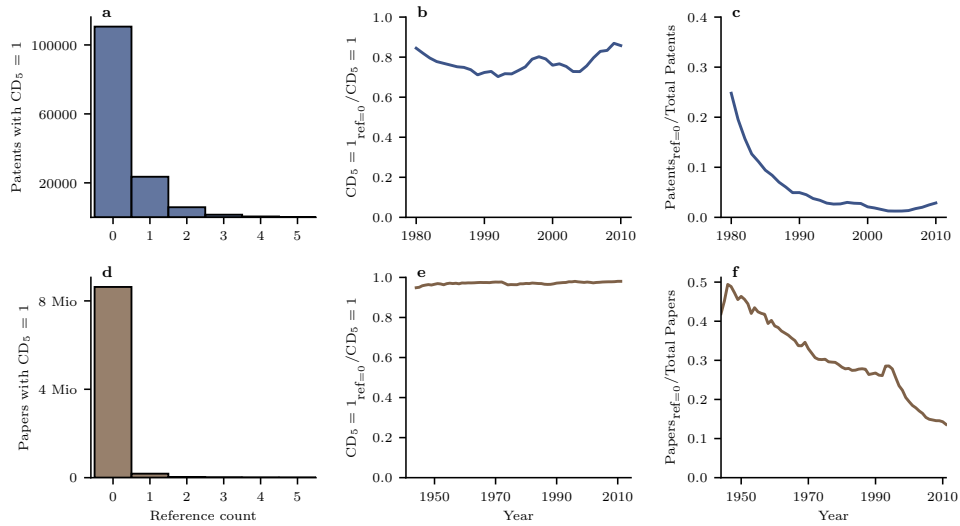 a
Patents with CD5 = 1
100000
60000
20000
0 1 2 3 4 5
b
CD5 = 1ref=0/CD5 = 1
1.0
0.8
0.6
0.4
0.2
0.0
1980 1990 2000 2010
c
Patentsref=0/Total Patents
0.4
0.3
0.2
0.1
0.0
1980 1990 2000 2010
d
Papers with CD5 = 1
8 Mio
4 Mio
0
0 1 2 3 4 5
Reference count
e
CD5 = 1ref=0/CD5 = 1
1.0
0.8
0.6
0.4
0.2
0.0
1950 1970 1990 2010
Year
f
Papersref=0/Total Papers
0.5
0.4
0.3
0.2
0.1
0.0
1950 1970 1990 2010
Year